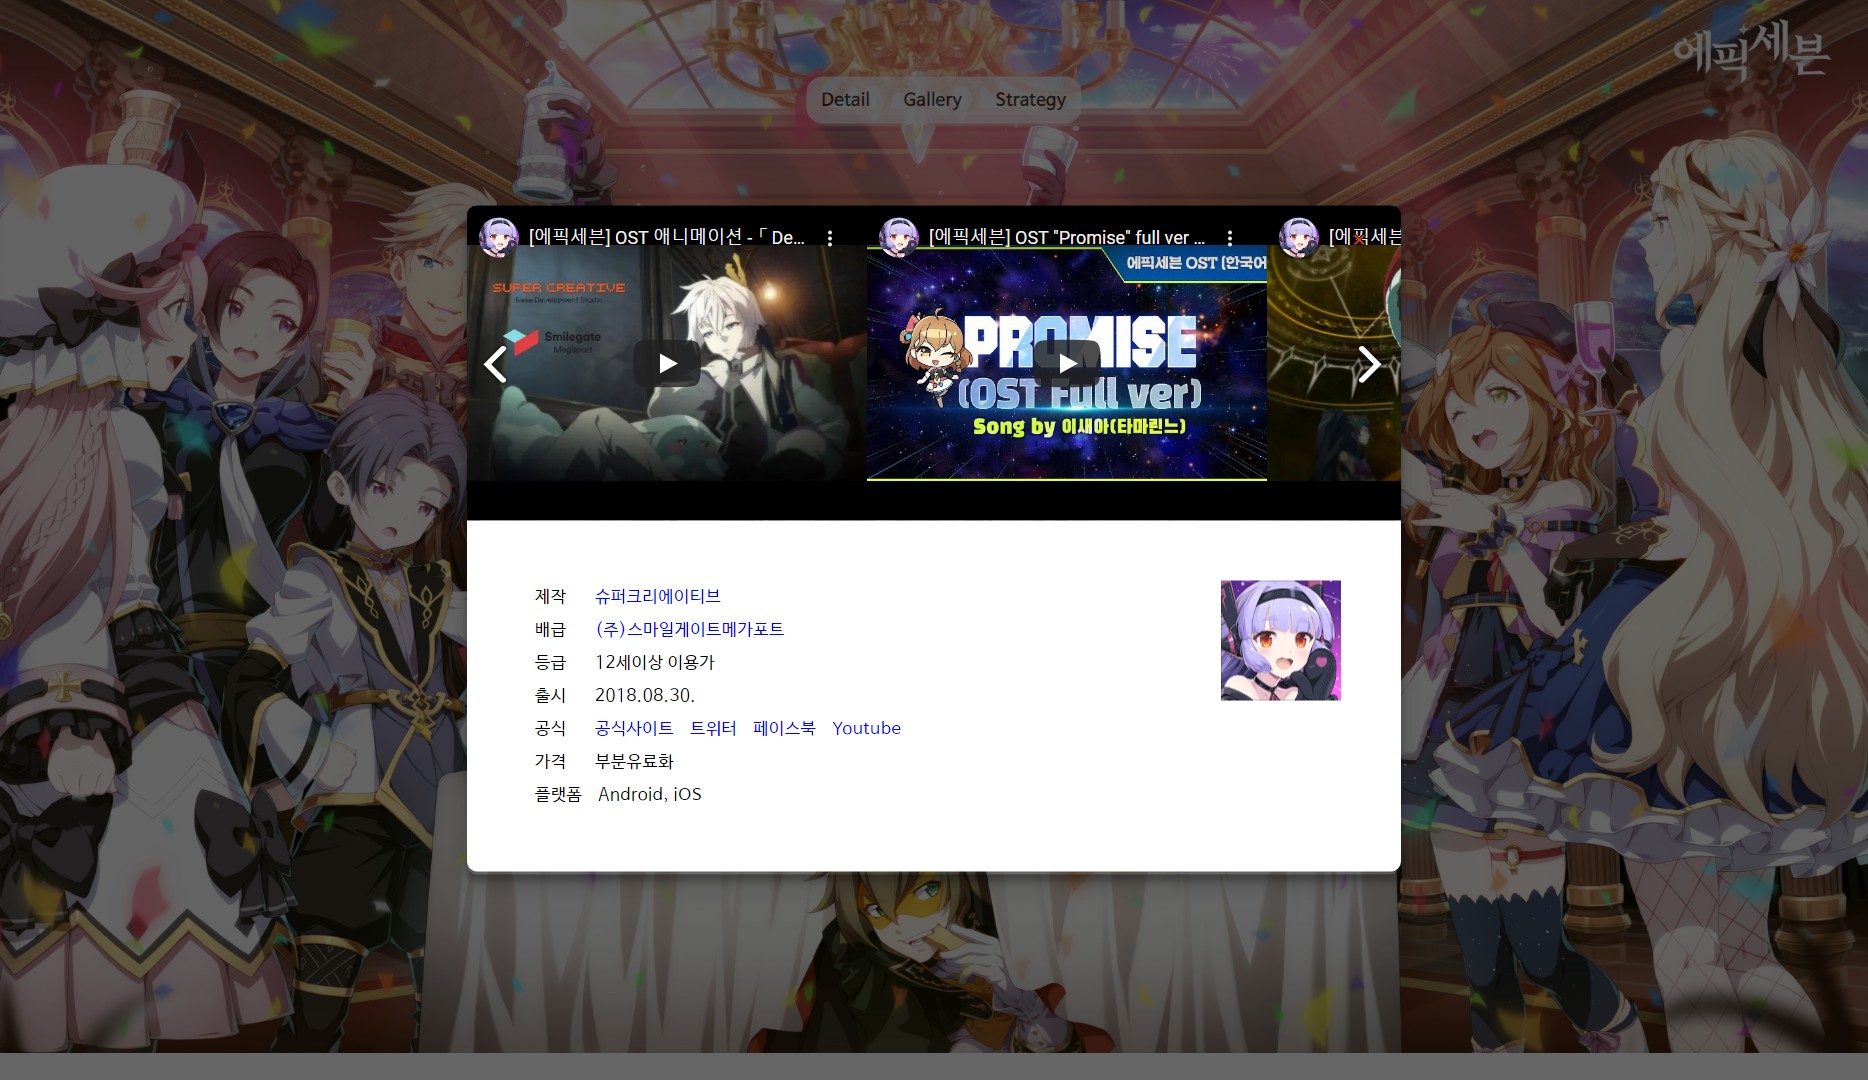 에픽세븐
Detail Gallery Strategy
[에픽세븐] OST 애니메이션 -「 De...
[에픽세븐] OST "Promise" full ver ...
[에픽세븐
SUPER CREATIVE
Game Development Studio
Smilegate
Megaport
에픽세븐 OST (한국어
PROMISE
(OST Full ver)
Song by 이새아(타마린느)
제작 슈퍼크리에이티브
배급 (주)스마일게이트메가포트
등급 12세이상 이용가
출시 2018.08.30.
공식 공식사이트 트위터 페이스북 Youtube
가격 부분유료화
플랫폼 Android, iOS